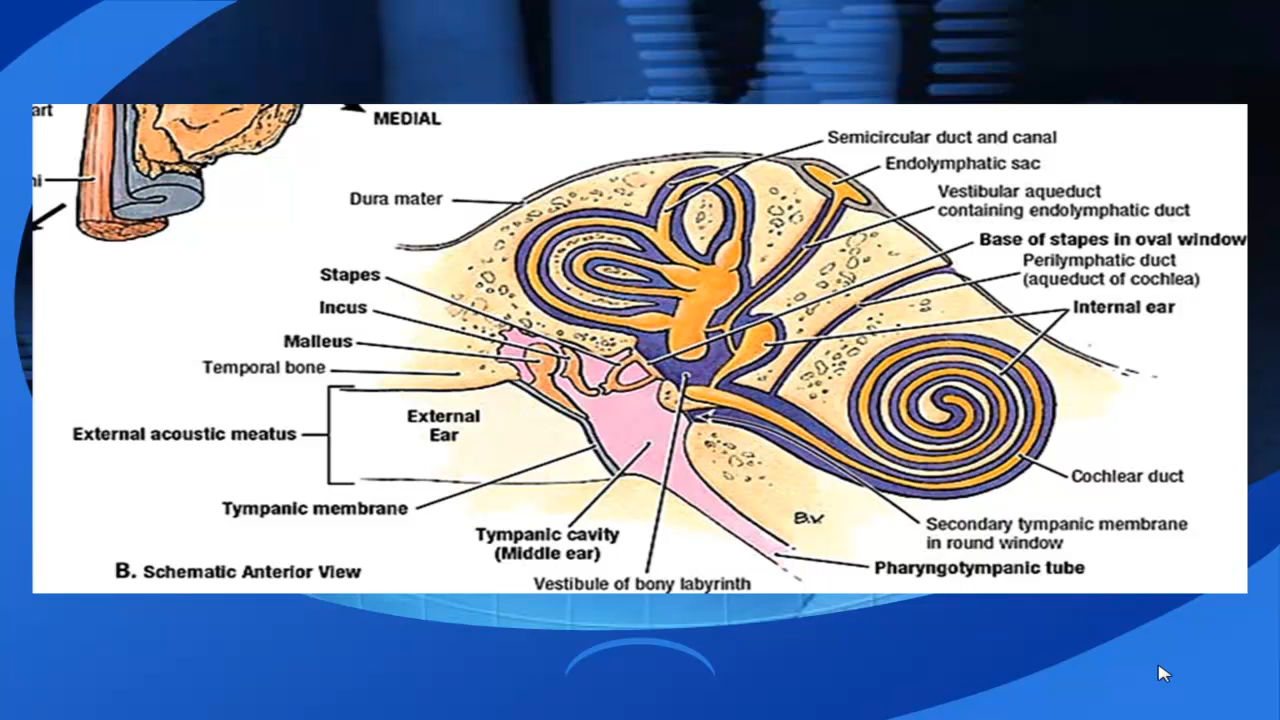 art
MEDIAL
Semicircular duct and canal
Endolymphatic sac
ni
Dura mater
Vestibular aqueduct
containing endolymphatic duct
Base of stapes in oval window
Perilymphatic duct
(aqueduct of cochlea)
Stapes
Incus
Internal ear
Malleus
Temporal bone
External
Ear
External acoustic meatus
Cochlear duct
Tympanic membrane
B.V.
Secondary tympanic membrane
in round window
Tympanic cavity
(Middle ear)
Pharyngotympanic tube
B. Schematic Anterior View
Vestibule of bony labyrinth